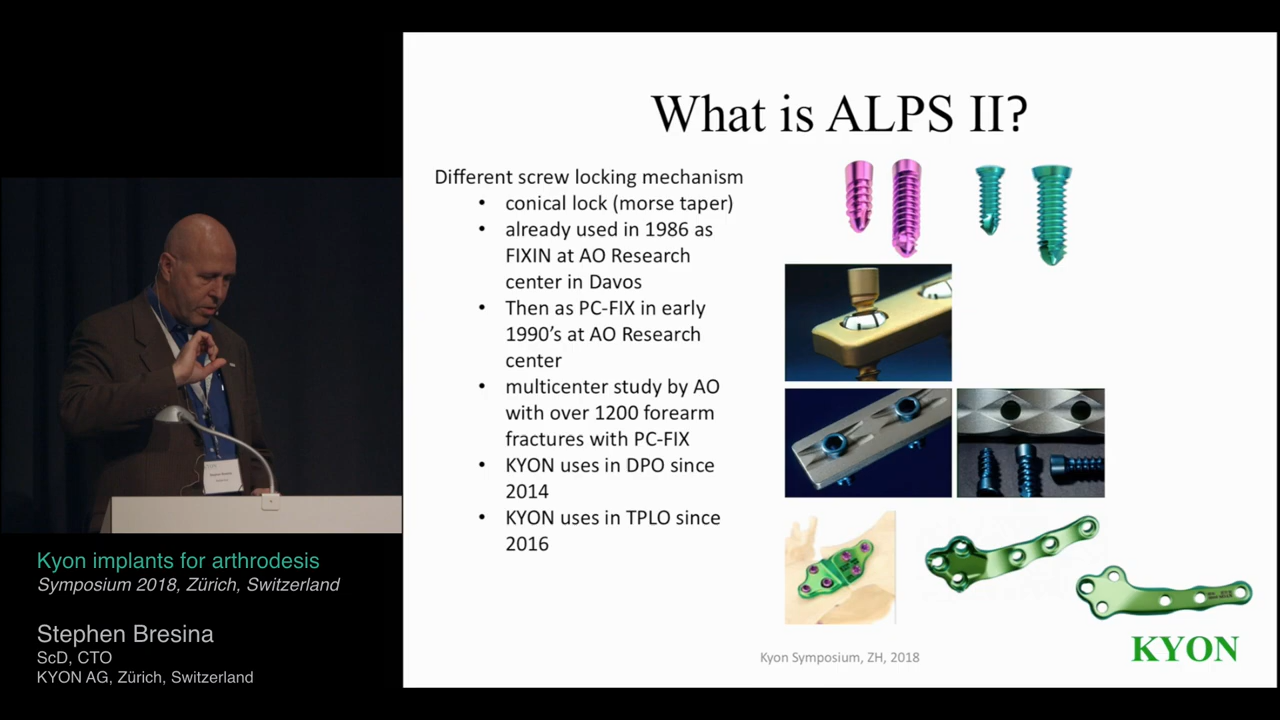 What is ALPS II?
Different screw locking mechanism
• conical lock (morse taper)
• already used in 1986 as
FIXIN at AO Research
center in Davos
• Then as PC-FIX in early
1990's at AO Research
center
• multicenter study by AO
with over 1200 forearm
fractures with PC-FIX
• KYON uses in DPO since
2014
• KYON uses in TPLO since
2016
Kyon Symposium, ZH, 2018
KYON
Kyon implants for arthrodesis
Symposium 2018, Zürich, Switzerland
Stephen Bresina
ScD, CTO
KYON AG, Zürich, Switzerland